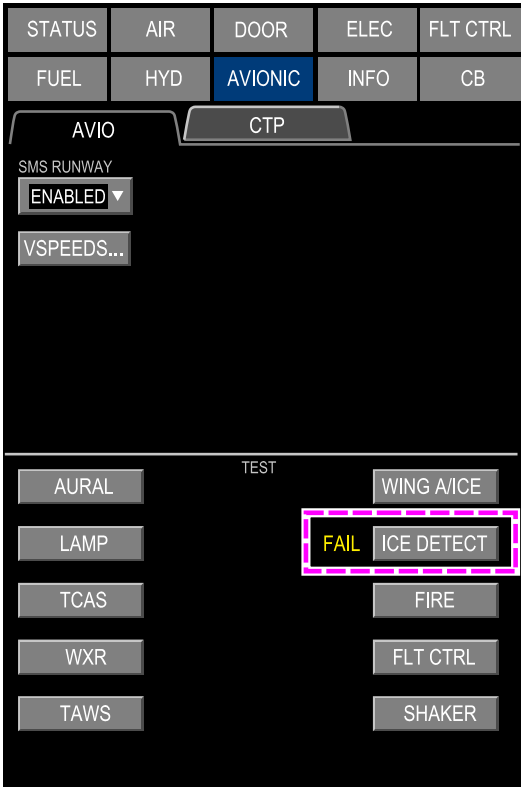 STATUS AIR DOOR ELEC FLT CTRL
FUEL HYD AVIONIC INFO CB
AVIO CTP
SMS RUNWAY
ENABLED
VSPEEDS...
TEST
AURAL WING A/ICE
LAMP FAIL ICE DETECT
TCAS FIRE
WXR FLT CTRL
TAWS SHAKER